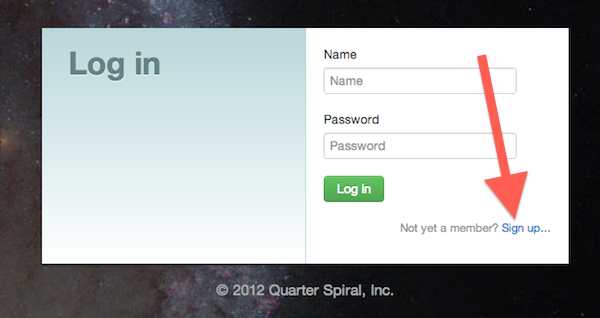 Log in
Name
Name
Password
Password
Log in
Not yet a member? Sign up...
© 2012 Quarter Spiral, Inc.